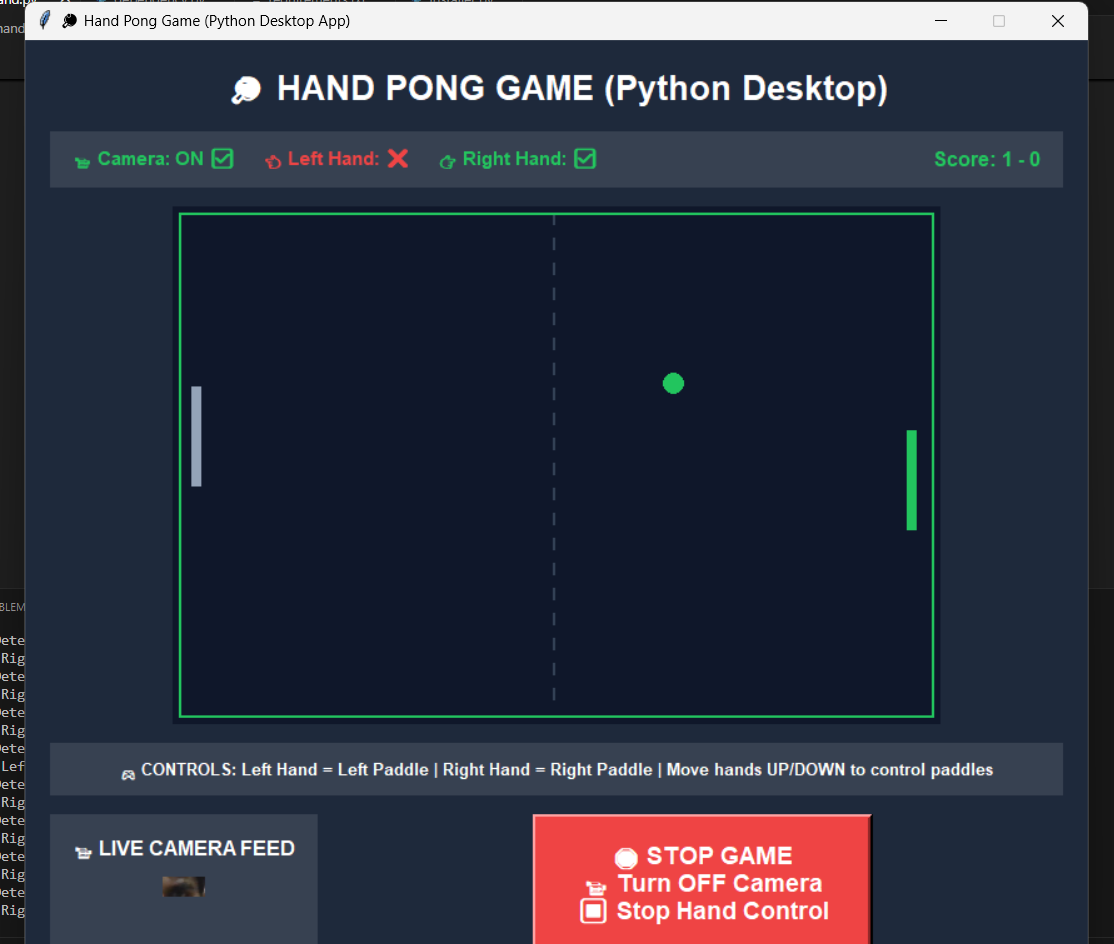 Hand Pong Game (Python Desktop App)
HAND PONG GAME (Python Desktop)
Camera: ON ☑ Left Hand: ❌ Right Hand: ☑ Score: 1 - 0
CONTROLS: Left Hand = Left Paddle | Right Hand = Right Paddle | Move hands UP/DOWN to control paddles
LIVE CAMERA FEED
STOP GAME
Turn OFF Camera
Stop Hand Control
BLEM
Dete
Rig
Dete
Rig
Dete
Rig
Dete
Left
Dete
Rig
Dete
Rig
Dete
Rig
Dete
Rig